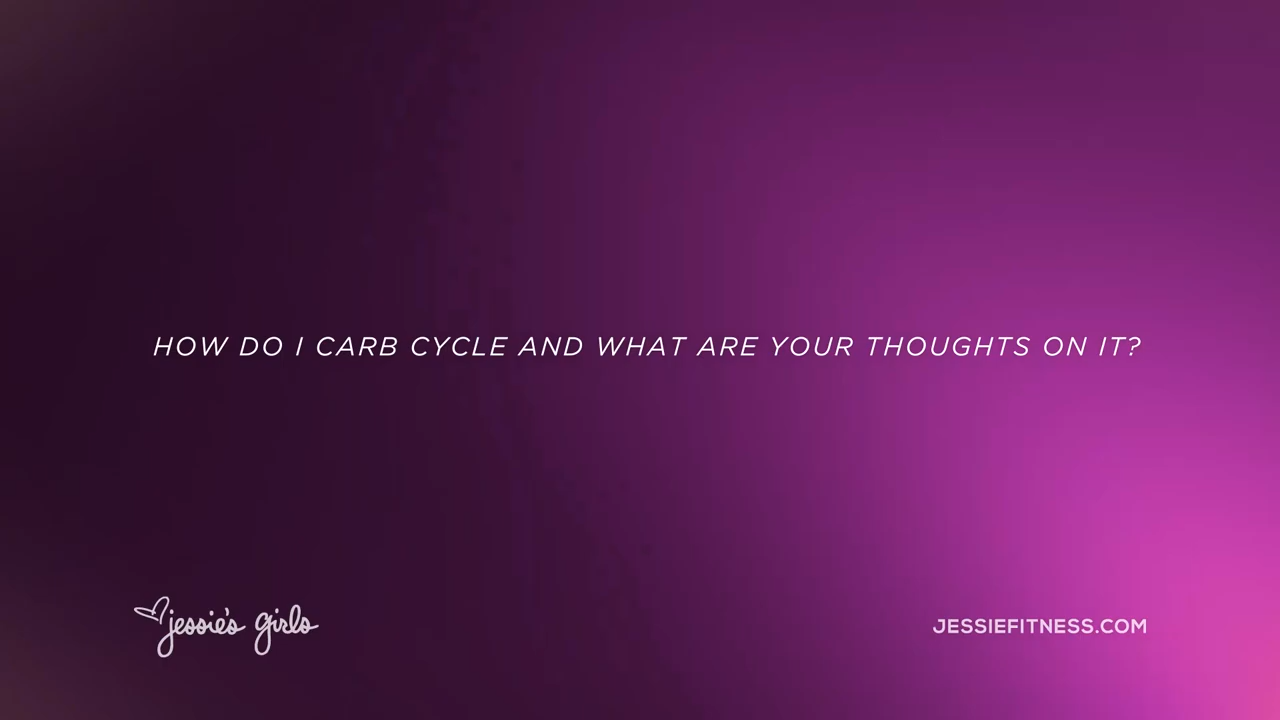 HOW DO I CARB CYCLE AND WHAT ARE YOUR THOUGHTS ON IT?
jessie's girls
JESSIEFITNESS.COM